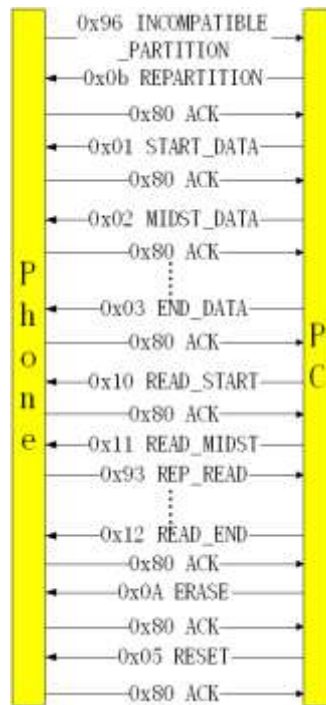 0x96 INCOMPATIBLE
_PARTITION
0x0b REPARTITION
0x80 ACK
0x01 START_DATA
0x80 ACK
0x02 MIDST_DATA
0x80 ACK
0x03 END_DATA
0x80 ACK
0x10 READ_START
0x80 ACK
0x11 READ_MIDST
0x93 REP_READ
0x12 READ_END
0x80 ACK
0x0A ERASE
0x80 ACK
0x05 RESET
0x80 ACK
Phone
PC